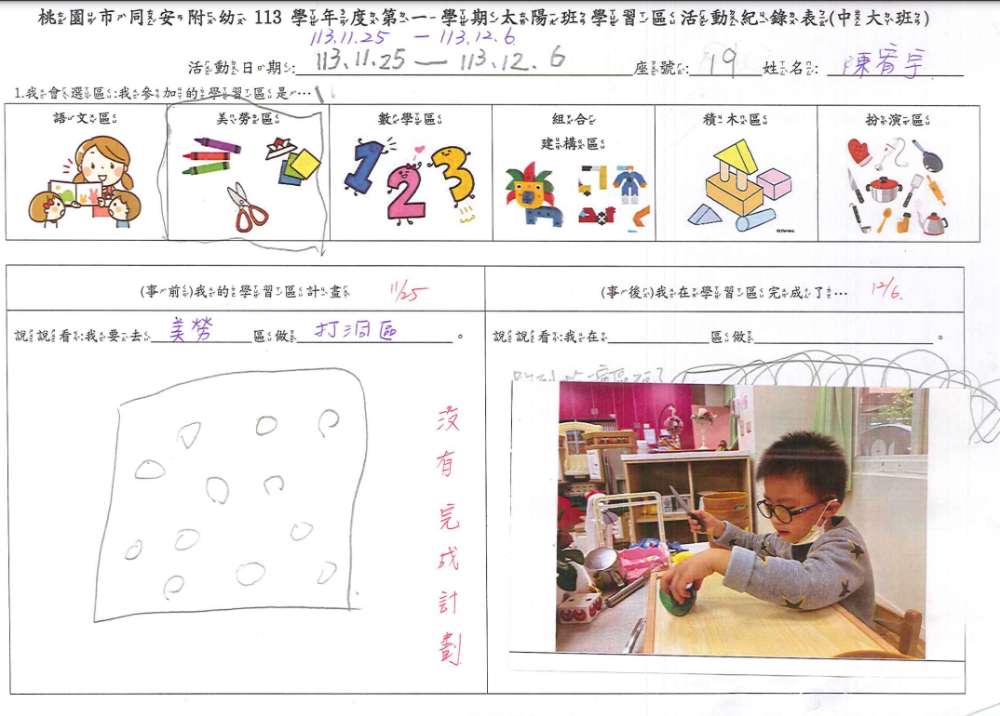 桃園市同安附幼 113 學年度第一學期太陽班學習區活動紀錄表(中大班)
113.11.25 — 113.12.6
活動日期:113.11.25 — 113.12.6 座號:19 姓名:陳宥宇
1.我會選區:我參加的學習區是…
語文區 美勞區 數學區 組合建構區 積木區 扮演區
(事前)我的學習區計畫 11/25
(事後)我在學習區完成了… 12/6
說說看:我要去美勞區做打洞區。
說說看:我在 區做 。
沒有完成計劃